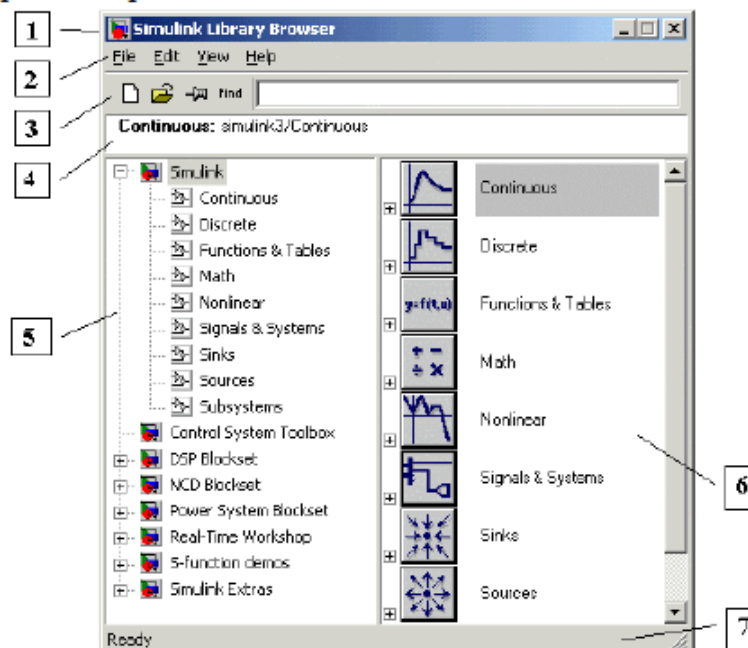 1
Simulink Library Browser
2
File Edit View Help
3
find
4
Continuous: simulink3/Continuous
5
Simulink
Continuous
Discrete
Functions & Tables
Math
Nonlinear
Signals & Systems
Sinks
Sources
Subsystems
Control System Toolbox
DSP Blockset
NCD Blockset
Power System Blockset
Real-Time Workshop
S-function demos
Simulink Extras
Continuous
Discrete
y=f(t,u)
Functions & Tables
Math
Nonlinear
Signals & Systems
Sinks
Sources
6
7
Ready